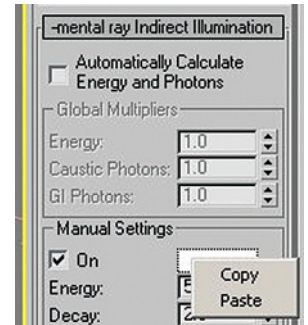 -mental ray Indirect Illumination
Automatically Calculate
Energy and Photons
Global Multipliers
Energy: 1.0
Caustic Photons: 1.0
GI Photons: 1.0
Manual Settings
On
Copy
Energy:
Paste
Decay: